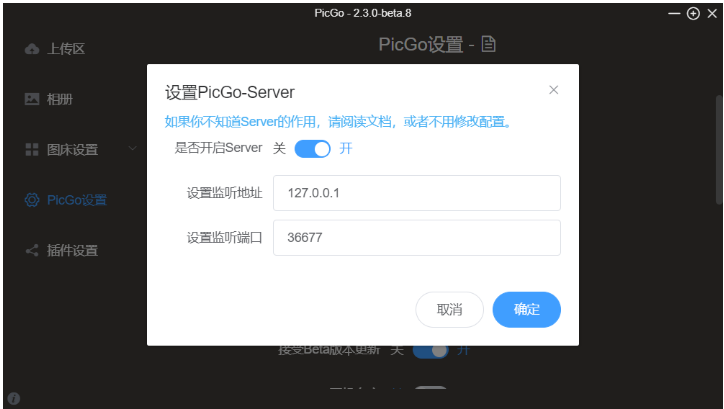 PicGo - 2.3.0-beta.8
上传区
PicGo设置 -
相册
图床设置
PicGo设置
插件设置
设置PicGo-Server
如果你不知道Server的作用，请阅读文档，或者不用修改配置。
是否开启Server 关 开
设置监听地址 127.0.0.1
设置监听端口 36677
取消 确定
接受Beta版本更新 关 开